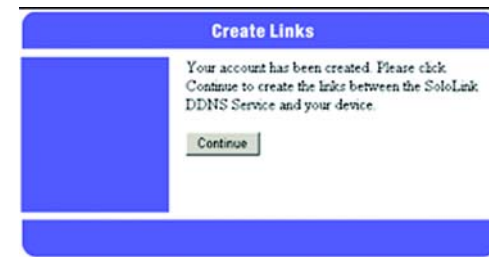 Create Links
Your account has been created. Please click
Continue to create the links between the SoloLink
DDNS Service and your device.
Continue